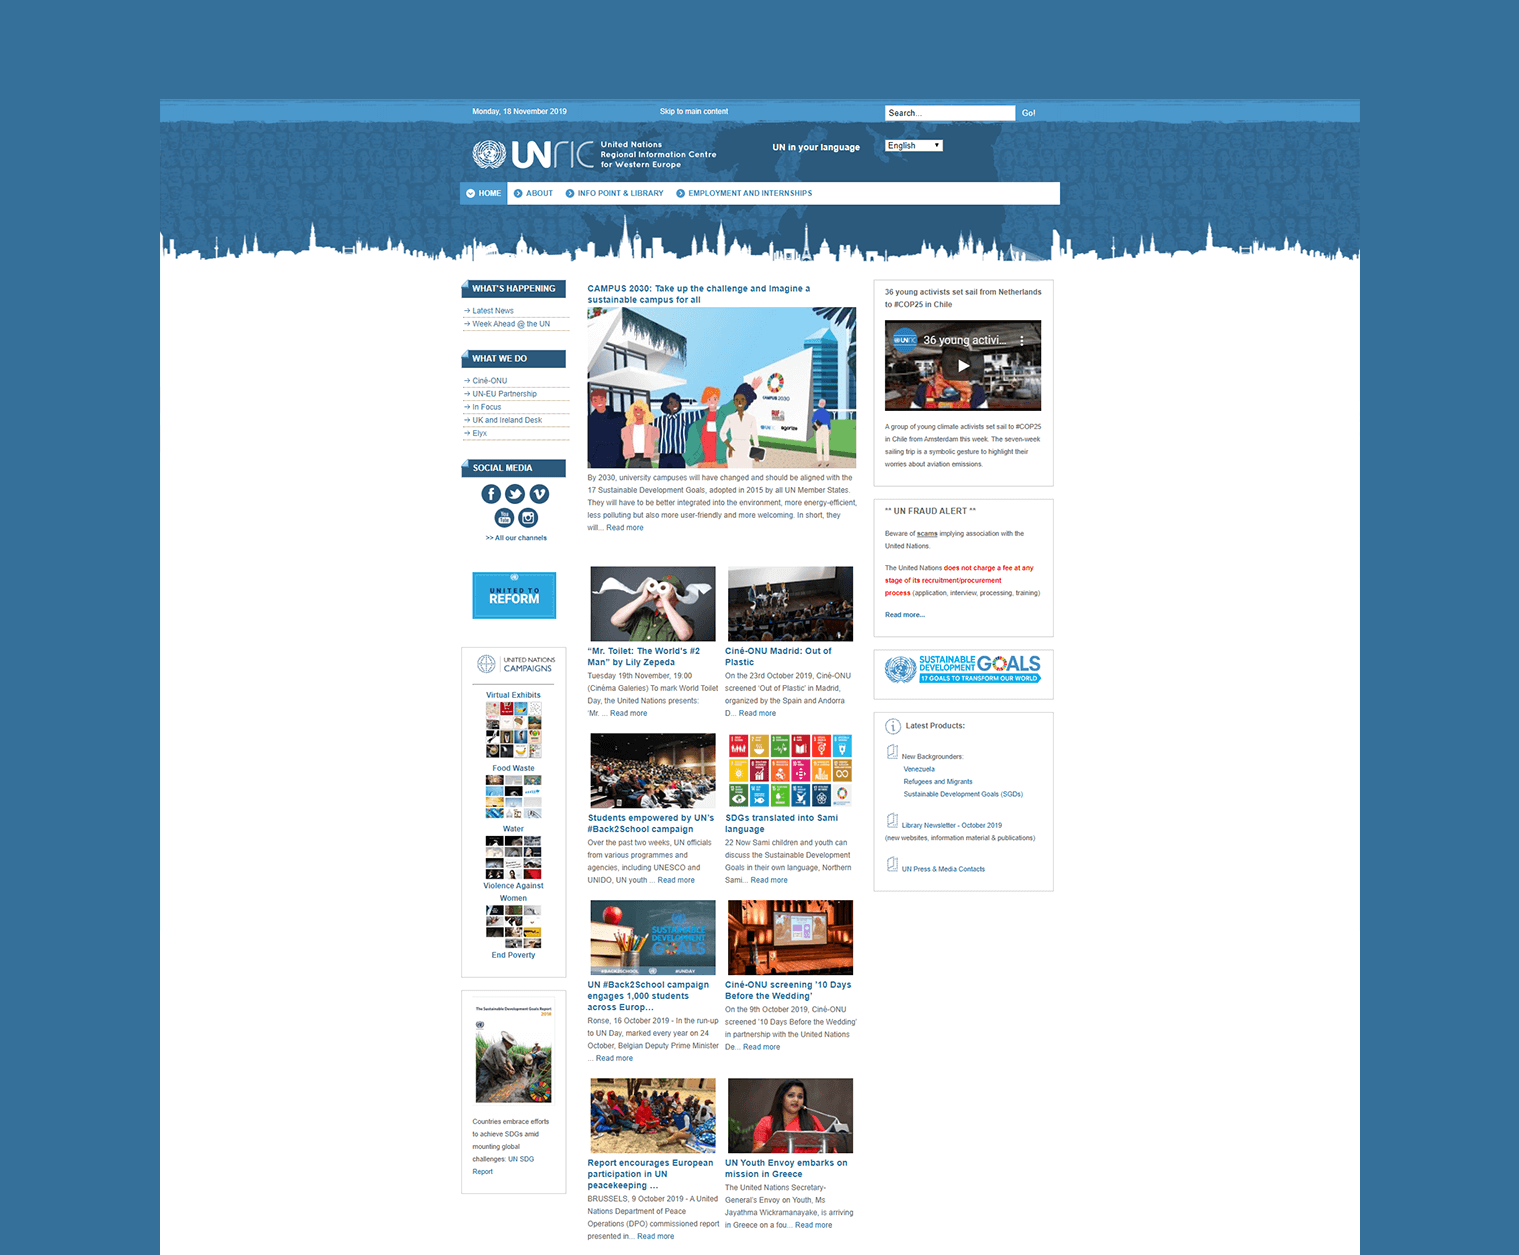 Monday, 18 November 2019
Skip to main content
Search...
Go!
UNric
United Nations
Regional Information Centre
for Western Europe
UN in your language
English
HOME
ABOUT
INFO POINT & LIBRARY
EMPLOYMENT AND INTERNSHIPS
WHAT'S HAPPENING
Latest News
Week Ahead @ the UN
WHAT WE DO
Ciné-ONU
UN-EU Partnership
In Focus
UK and Ireland Desk
Elyx
SOCIAL MEDIA
You
Tube
>> All our channels
UNITED TO
REFORM
UNITED NATIONS
CAMPAIGNS
Virtual Exhibits
Food Waste
Water
Violence Against
Women
End Poverty
The Sustainable Development Goals Report
2019
Countries embrace efforts
to achieve SDGs amid
mounting global
challenges: UN SDG
Report
CAMPUS 2030: Take up the challenge and Imagine a
sustainable campus for all
CAMPUS 2030
By 2030, university campuses will have changed and should be aligned with the
17 Sustainable Development Goals, adopted in 2015 by all UN Member States.
They will have to be better integrated into the environment, more energy-efficient,
less polluting but also more user-friendly and more welcoming. In short, they
will... Read more
“Mr. Toilet: The World's #2
Man” by Lily Zepeda
Tuesday 19th November, 19:00
(Cinéma Galeries) To mark World Toilet
Day, the United Nations presents:
‘Mr. ... Read more
Ciné-ONU Madrid: Out of
Plastic
On the 23rd October 2019, Ciné-ONU
screened ‘Out of Plastic’ in Madrid,
organized by the Spain and Andorra
D... Read more
Students empowered by UN's
#Back2School campaign
Over the past two weeks, UN officials
from various programmes and
agencies, including UNESCO and
UNIDO, UN youth ... Read more
SDGs translated into Sami
language
22 Now Sami children and youth can
discuss the Sustainable Development
Goals in their own language, Northern
Sami... Read more
SUSTAINABLE
DEVELOPMENT
GOALS
#BACK2SCHOOL
#UNDAY
UN #Back2School campaign
engages 1,000 students
across Europ...
Ronse, 16 October 2019 - In the run-up
to UN Day, marked every year on 24
October, Belgian Deputy Prime Minister
... Read more
Ciné-ONU screening ’10 Days
Before the Wedding’
On the 9th October 2019, Ciné-ONU
screened ’10 Days Before the Wedding’
in partnership with the United Nations
De... Read more
Report encourages European
participation in UN
peacekeeping ...
BRUSSELS, 9 October 2019 - A United
Nations Department of Peace
Operations (DPO) commissioned report
presented in... Read more
UN Youth Envoy embarks on
mission in Greece
The United Nations Secretary-
General's Envoy on Youth, Ms
Jayathma Wickramanayake, is arriving
in Greece on a fou... Read more
36 young activists set sail from Netherlands
to #COP25 in Chile
UNric
36 young activi...
A group of young climate activists set sail to #COP25
in Chile from Amsterdam this week. The seven-week
sailing trip is a symbolic gesture to highlight their
worries about aviation emissions.
** UN FRAUD ALERT **
Beware of scams implying association with the
United Nations.
The United Nations does not charge a fee at any
stage of its recruitment/procurement
process (application, interview, processing, training)
Read more...
SUSTAINABLE
DEVELOPMENT GOALS
17 GOALS TO TRANSFORM OUR WORLD
Latest Products:
New Backgrounders:
Venezuela
Refugees and Migrants
Sustainable Development Goals (SGDs)
Library Newsletter - October 2019
(new websites, information material & publications)
UN Press & Media Contacts